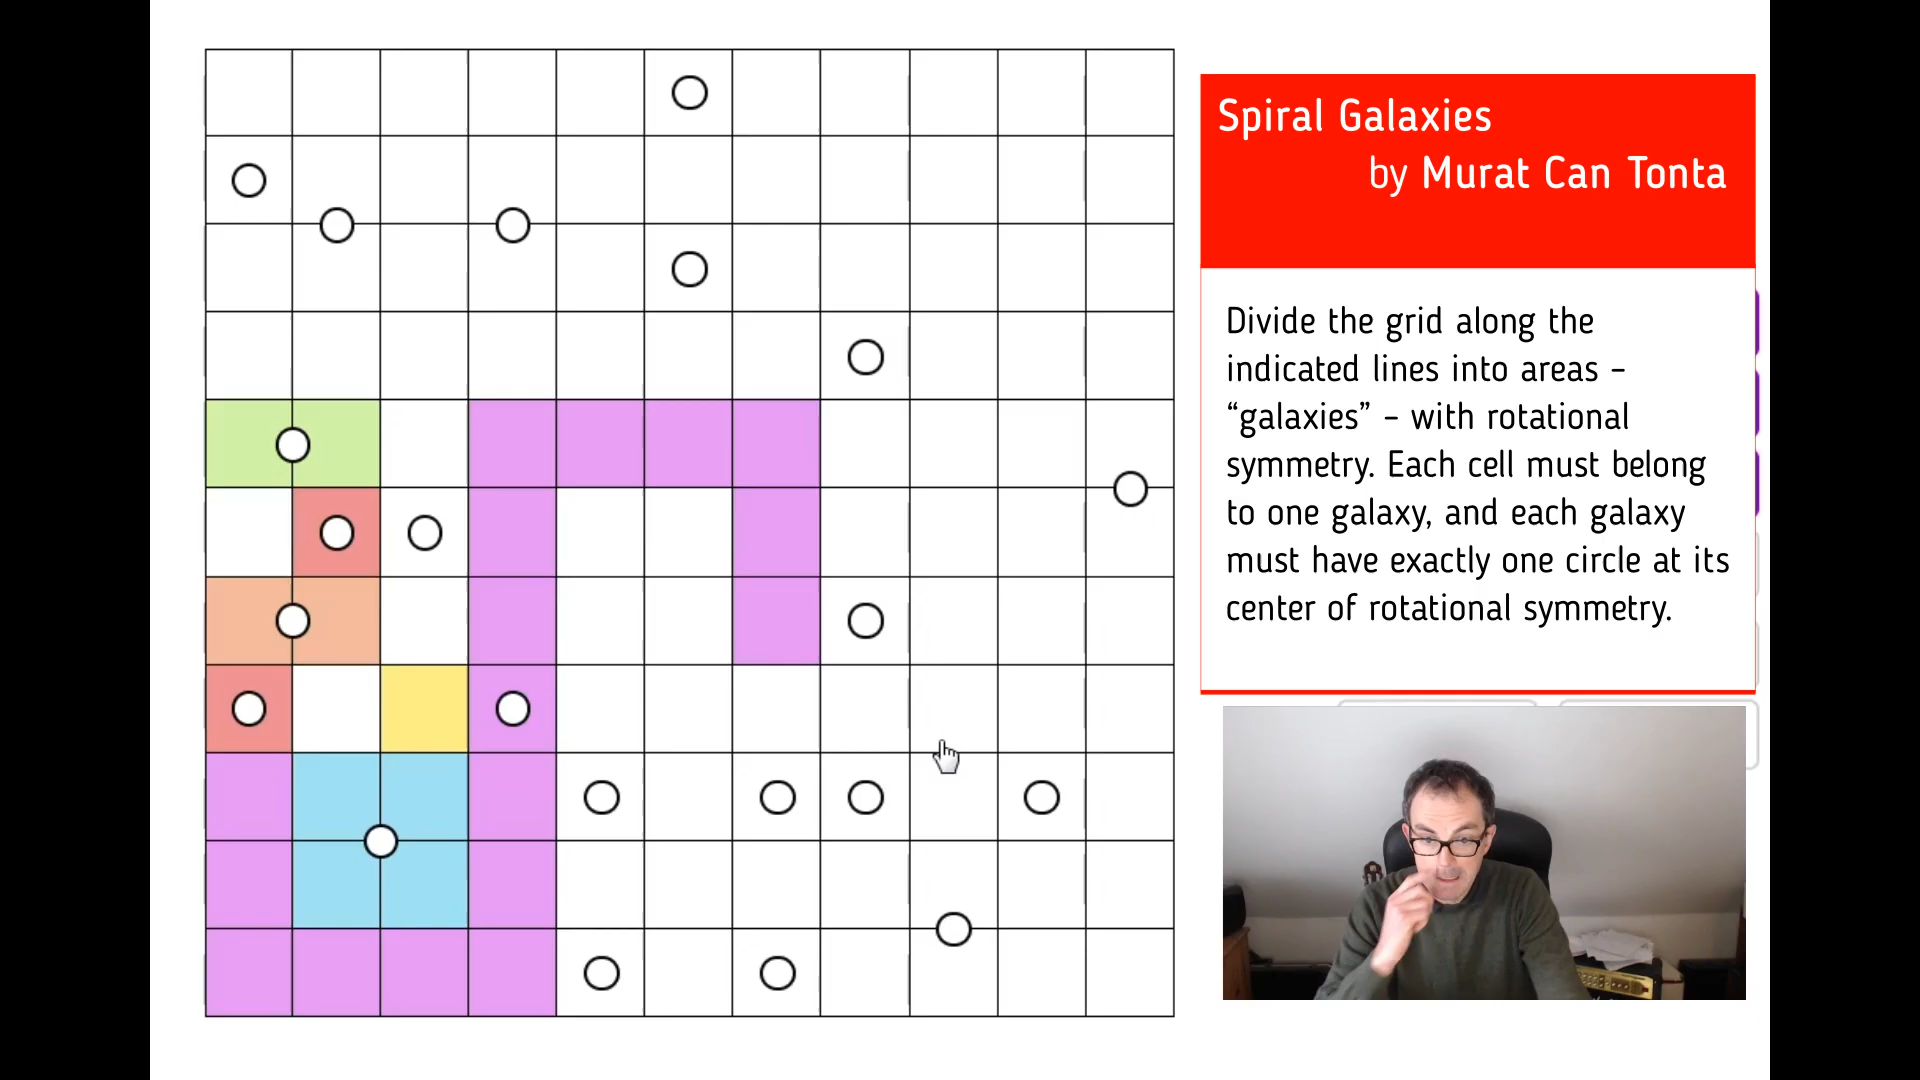 Spiral Galaxies
by Murat Can Tonta
Divide the grid along the
indicated lines into areas –
“galaxies” – with rotational
symmetry. Each cell must belong
to one galaxy, and each galaxy
must have exactly one circle at its
center of rotational symmetry.